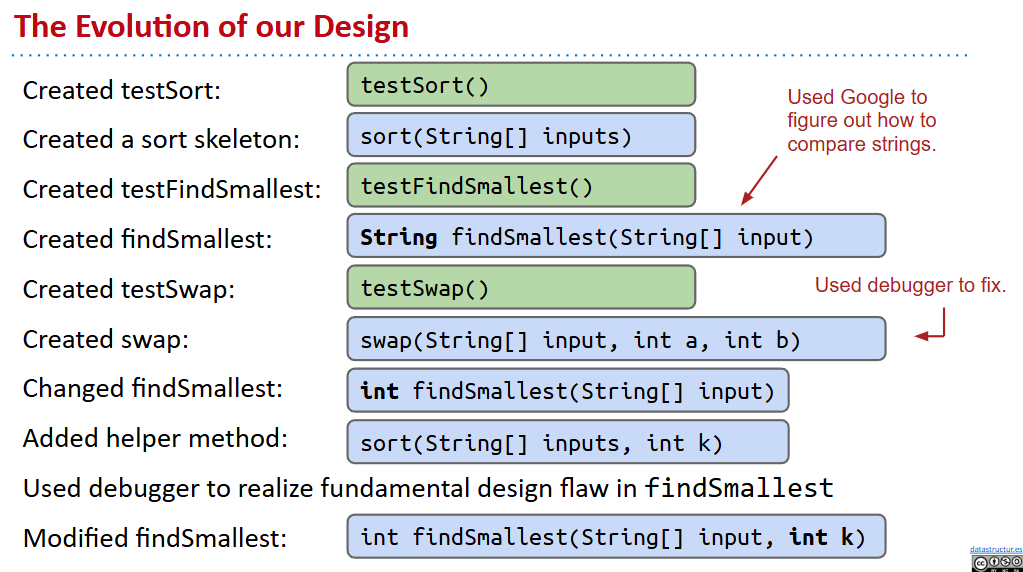 The Evolution of our Design
Created testSort:
testSort()
Created a sort skeleton:
sort(String[] inputs)
Used Google to
figure out how to
compare strings.
Created testFindSmallest:
testFindSmallest()
Created findSmallest:
String findSmallest(String[] input)
Created testSwap:
testSwap()
Used debugger to fix.
Created swap:
swap(String[] input, int a, int b)
Changed findSmallest:
int findSmallest(String[] input)
Added helper method:
sort(String[] inputs, int k)
Used debugger to realize fundamental design flaw in findSmallest
Modified findSmallest:
int findSmallest(String[] input, int k)
datastructur.es